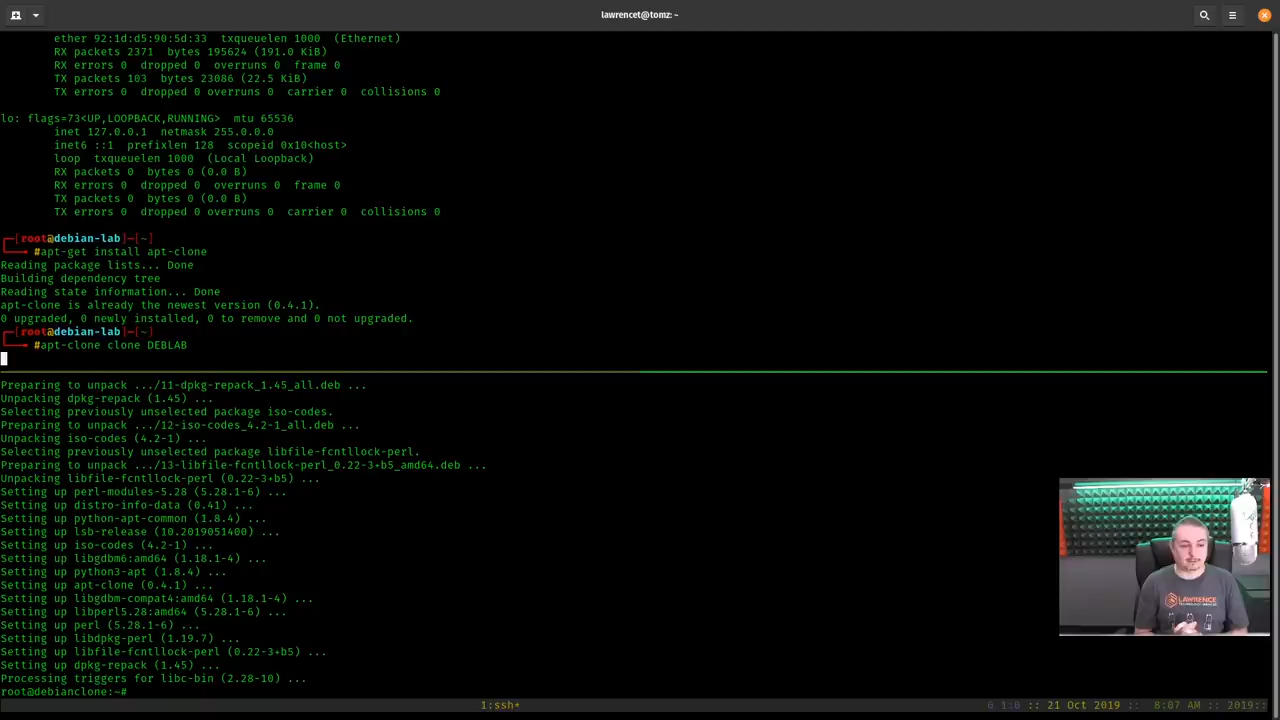 lawrencet@tomz: ~
ether 92:1d:d5:90:5d:33  txqueuelen 1000  (Ethernet)
RX packets 2371  bytes 195624 (191.0 KiB)
RX errors 0  dropped 0  overruns 0  frame 0
TX packets 103  bytes 23086 (22.5 KiB)
TX errors 0  dropped 0 overruns 0  carrier 0  collisions 0
lo: flags=73<UP,LOOPBACK,RUNNING>  mtu 65536
inet 127.0.0.1  netmask 255.0.0.0
inet6 ::1  prefixlen 128  scopeid 0x10<host>
loop  txqueuelen 1000  (Local Loopback)
RX packets 0  bytes 0 (0.0 B)
RX errors 0  dropped 0  overruns 0  frame 0
TX packets 0  bytes 0 (0.0 B)
TX errors 0  dropped 0 overruns 0  carrier 0  collisions 0
┌─[root@debian-lab]─[~]
└──╼ #apt-get install apt-clone
Reading package lists... Done
Building dependency tree
Reading state information... Done
apt-clone is already the newest version (0.4.1).
0 upgraded, 0 newly installed, 0 to remove and 0 not upgraded.
┌─[root@debian-lab]─[~]
└──╼ #apt-clone clone DEBLAB
Preparing to unpack .../11-dpkg-repack_1.45_all.deb ...
Unpacking dpkg-repack (1.45) ...
Selecting previously unselected package iso-codes.
Preparing to unpack .../12-iso-codes_4.2-1_all.deb ...
Unpacking iso-codes (4.2-1) ...
Selecting previously unselected package libfile-fcntllock-perl.
Preparing to unpack .../13-libfile-fcntllock-perl_0.22-3+b5_amd64.deb ...
Unpacking libfile-fcntllock-perl (0.22-3+b5) ...
Setting up perl-modules-5.28 (5.28.1-6) ...
Setting up distro-info-data (0.41) ...
Setting up python-apt-common (1.8.4) ...
Setting up lsb-release (10.2019051400) ...
Setting up iso-codes (4.2-1) ...
Setting up libgdbm6:amd64 (1.18.1-4) ...
Setting up python3-apt (1.8.4) ...
Setting up apt-clone (0.4.1) ...
Setting up libgdbm-compat4:amd64 (1.18.1-4) ...
Setting up libperl5.28:amd64 (5.28.1-6) ...
Setting up perl (5.28.1-6) ...
Setting up libdpkg-perl (1.19.7) ...
Setting up libfile-fcntllock-perl (0.22-3+b5) ...
Setting up dpkg-repack (1.45) ...
Processing triggers for libc-bin (2.28-10) ...
root@debianclone:~#
LAWRENCE
1:ssh*
:: 21 Oct 2019 ::  8:07 AM :: 2019::